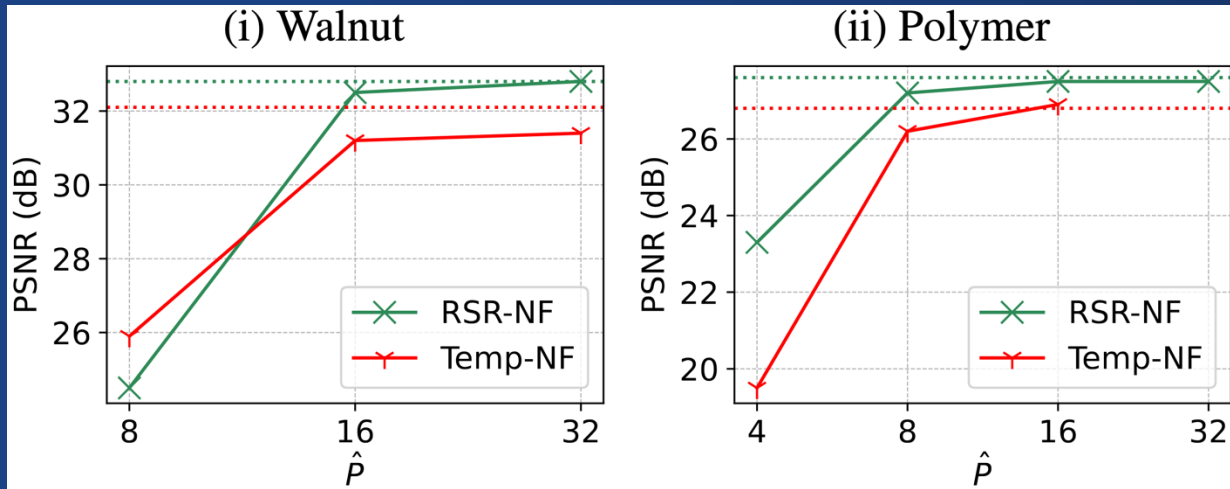 (i) Walnut
PSNR (dB)
32
30
28
26
8
16
32
P̂
RSR-NF
Temp-NF
(ii) Polymer
PSNR (dB)
26
24
22
20
4
8
16
32
P̂
RSR-NF
Temp-NF